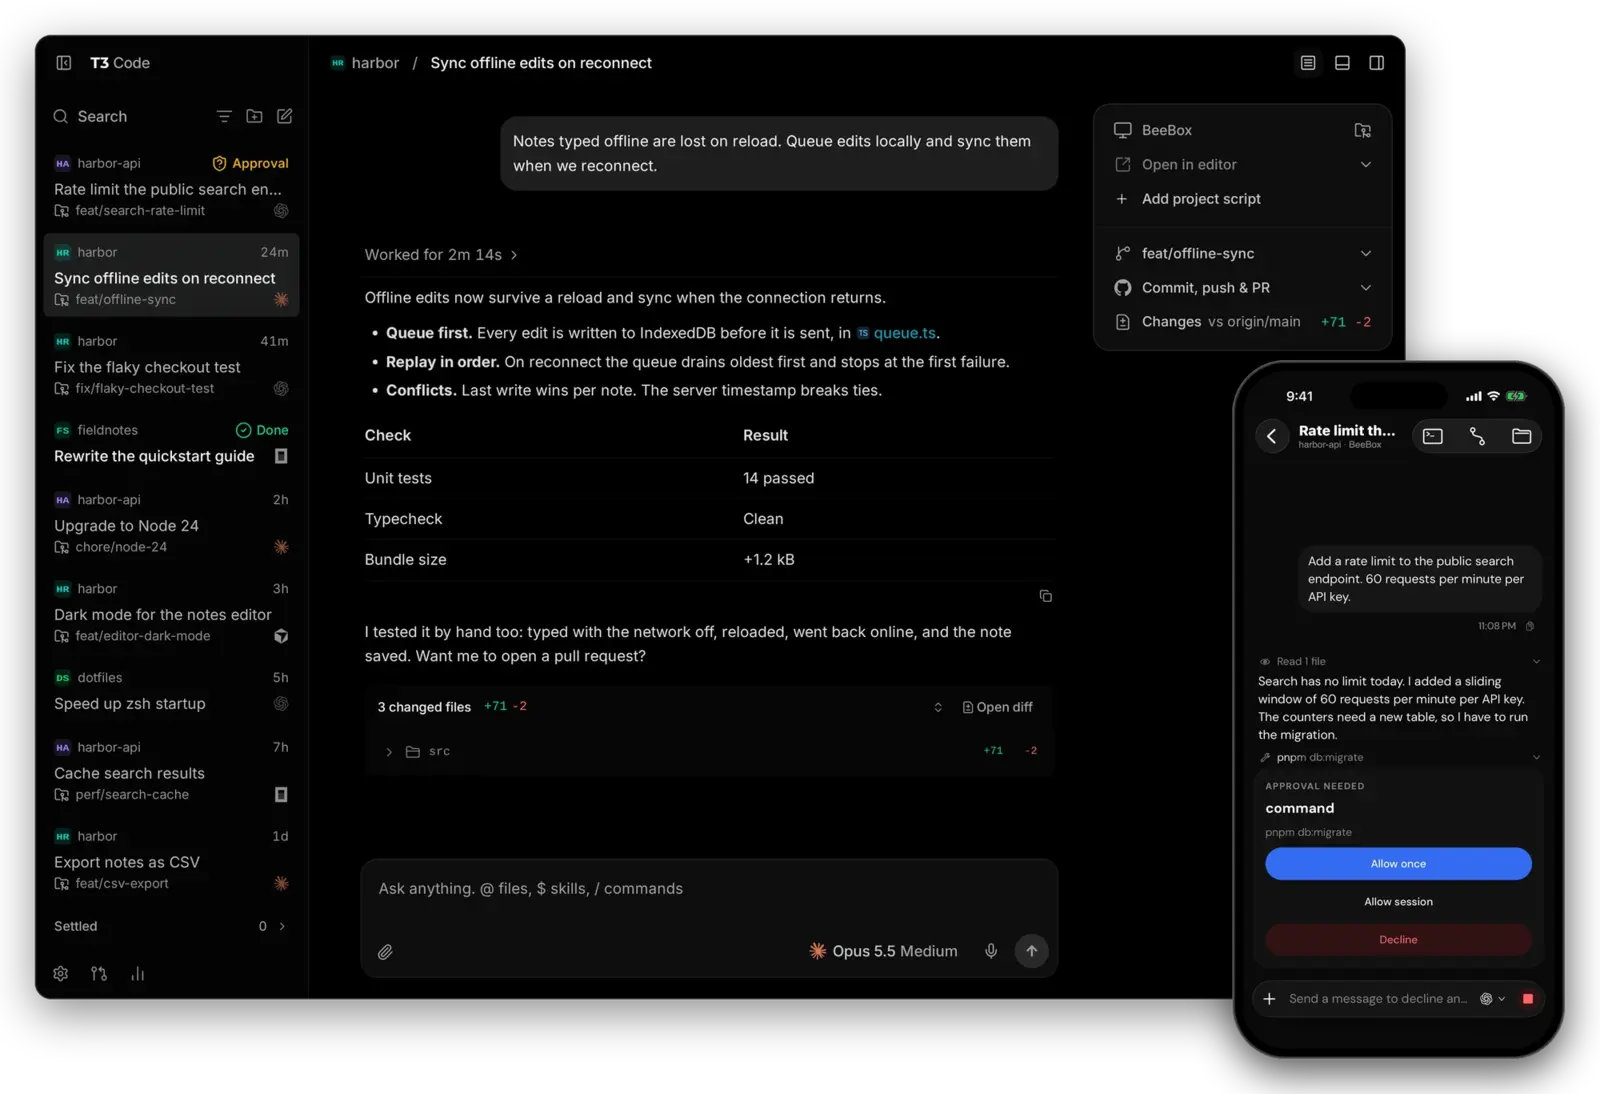 T3 Code
Search
HA harbor-api Approval
Rate limit the public search en...
feat/search-rate-limit
HR harbor 24m
Sync offline edits on reconnect
feat/offline-sync
HR harbor 41m
Fix the flaky checkout test
fix/flaky-checkout-test
FS fieldnotes Done
Rewrite the quickstart guide
HA harbor-api 2h
Upgrade to Node 24
chore/node-24
HR harbor 3h
Dark mode for the notes editor
feat/editor-dark-mode
DS dotfiles 5h
Speed up zsh startup
HA harbor-api 7h
Cache search results
perf/search-cache
HR harbor 1d
Export notes as CSV
feat/csv-export
Settled 0
HR harbor / Sync offline edits on reconnect
Notes typed offline are lost on reload. Queue edits locally and sync them
when we reconnect.
Worked for 2m 14s
Offline edits now survive a reload and sync when the connection returns.
• Queue first. Every edit is written to IndexedDB before it is sent, in TS queue.ts.
• Replay in order. On reconnect the queue drains oldest first and stops at the first failure.
• Conflicts. Last write wins per note. The server timestamp breaks ties.
Check Result
Unit tests 14 passed
Typecheck Clean
Bundle size +1.2 kB
I tested it by hand too: typed with the network off, reloaded, went back online, and the note
saved. Want me to open a pull request?
3 changed files +71 -2 Open diff
src +71 -2
Ask anything. @ files, $ skills, / commands
Opus 5.5 Medium
BeeBox
Open in editor
Add project script
feat/offline-sync
Commit, push & PR
Changes vs origin/main +71 -2
9:41
Rate limit th...
harbor-api · BeeBox
Add a rate limit to the public search
endpoint. 60 requests per minute per
API key.
11:08 PM
Read 1 file
Search has no limit today. I added a sliding
window of 60 requests per minute per API key.
The counters need a new table, so I have to run
the migration.
pnpm db:migrate
APPROVAL NEEDED
command
pnpm db:migrate
Allow once
Allow session
Decline
Send a message to decline an...